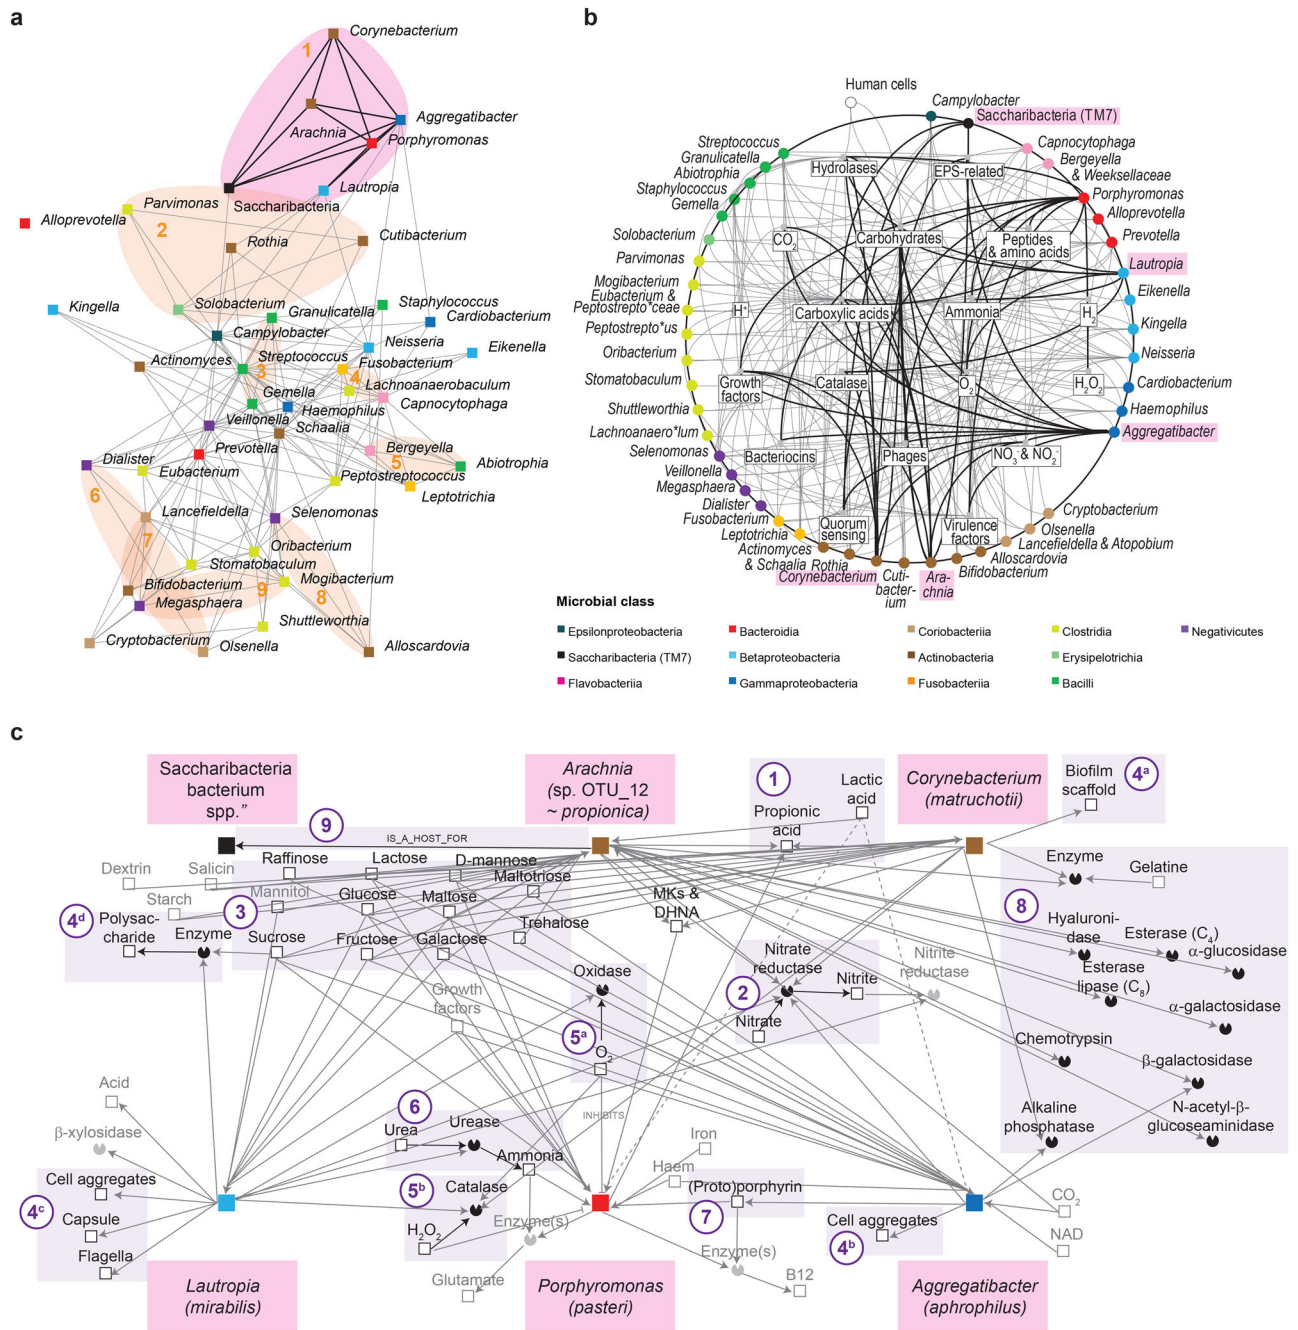 a
Corynebacterium
1
Aggregatibacter
Arachnia
Porphyromonas
Lautropia
Saccharibacteria
Parvimonas
Alloprevotella
2
Rothia
Cutibacterium
Kingella
Solobacterium
Granulicatella
Staphylococcus
Cardiobacterium
Campylobacter
Neisseria
Eikenella
Actinomyces
Streptococcus
Fusobacterium
3
4
Lachnoanaerobaculum
Gemella
Capnocytophaga
Haemophilus
Veillonella
Schaalia
Prevotella
Bergeyella
Dialister
5
Abiotrophia
Eubacterium
Peptostreptococcus
6
Leptotrichia
Lancefieldella
Selenomonas
7
Oribacterium
Stomatobaculum
Mogibacterium
Bifidobacterium
9
8
Megasphaera
Shuttleworthia
Cryptobacterium
Olsenella
Alloscardovia
b
Human cells
Campylobacter
Saccharibacteria (TM7)
Streptococcus
Granulicatella
Abiotrophia
Staphylococcus
Gemella
Solobacterium
Parvimonas
Mogibacterium
Eubacterium &
Peptostrepto*ceae
Peptostrepto*us
Oribacterium
Stomatobaculum
Shuttleworthia
Lachnoanaero*lum
Selenomonas
Veillonella
Megasphaera
Dialister
Fusobacterium
Leptotrichia
Actinomyces
& Schaalia
Rothia
Corynebacterium
Cuti-
bacter-
ium
Ara-
chnia
Bifidobacterium
Alloscardovia
Lancefieldella & Atopobium
Olsenella
Cryptobacterium
Aggregatibacter
Haemophilus
Cardiobacterium
Neisseria
Kingella
Eikenella
Lautropia
Prevotella
Alloprevotella
Porphyromonas
Bergeyella
& Weeksellaceae
Capnocytophaga
Hydrolases
EPS-related
CO2
Carbohydrates
Peptides
& amino acids
H+
Carboxylic acids
Ammonia
H2
Growth
factors
Catalase
O2
H2O2
Bacteriocins
Phages
NO3- & NO2-
Quorum
sensing
Virulence
factors
Microbial class
Epsilonproteobacteria
Bacteroidia
Coriobacteriia
Clostridia
Negativicutes
Saccharibacteria (TM7)
Betaproteobacteria
Actinobacteria
Erysipelotrichia
Flavobacteriia
Gammaproteobacteria
Fusobacteriia
Bacilli
c
Saccharibacteria
bacterium
spp.”
Arachnia
(sp. OTU_12
~ propionica)
1
Lactic
acid
Propionic
acid
Corynebacterium
(matruchotii)
Biofilm
scaffold
4a
9
IS_A_HOST_FOR
Dextrin
Salicin
Raffinose
Lactose
D-mannose
Maltotriose
Starch
Mannitol
Glucose
Maltose
Trehalose
4d
Polysac-
charide
Enzyme
3
Sucrose
Fructose
Galactose
MKs &
DHNA
Enzyme
Gelatine
8
Hyaluroni-
dase
Esterase (C4)
α-glucosidase
Esterase
lipase (C8)
α-galactosidase
Chemotrypsin
β-galactosidase
Alkaline
phosphatase
N-acetyl-β-
glucoseaminidase
Growth
factors
Oxidase
5a
O2
2
Nitrate
reductase
Nitrite
Nitrate
Nitrite
reductase
INHIBITS
Acid
β-xylosidase
6
Urea
Urease
Ammonia
Iron
Haem
Cell aggregates
4c
Capsule
Flagella
5b
Catalase
H2O2
Enzyme(s)
Glutamate
(Proto)porphyrin
7
Enzyme(s)
B12
Cell aggregates
4b
CO2
NAD
Lautropia
(mirabilis)
Porphyromonas
(pasteri)
Aggregatibacter
(aphrophilus)